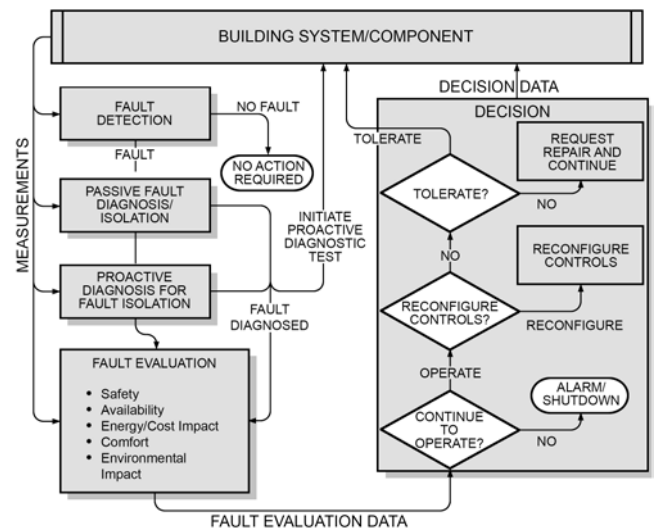 BUILDING SYSTEM/COMPONENT
DECISION DATA
MEASUREMENTS
FAULT
DETECTION
NO FAULT
FAULT
NO ACTION
REQUIRED
PASSIVE FAULT
DIAGNOSIS/
ISOLATION
PROACTIVE
DIAGNOSIS FOR
FAULT ISOLATION
INITIATE
PROACTIVE
DIAGNOSTIC
TEST
FAULT
DIAGNOSED
FAULT EVALUATION
• Safety
• Availability
• Energy/Cost Impact
• Comfort
• Environmental
Impact
FAULT EVALUATION DATA
DECISION
TOLERATE
TOLERATE?
NO
REQUEST
REPAIR AND
CONTINUE
NO
RECONFIGURE
CONTROLS?
RECONFIGURE
RECONFIGURE
CONTROLS
OPERATE
CONTINUE
TO
OPERATE?
NO
ALARM/
SHUTDOWN